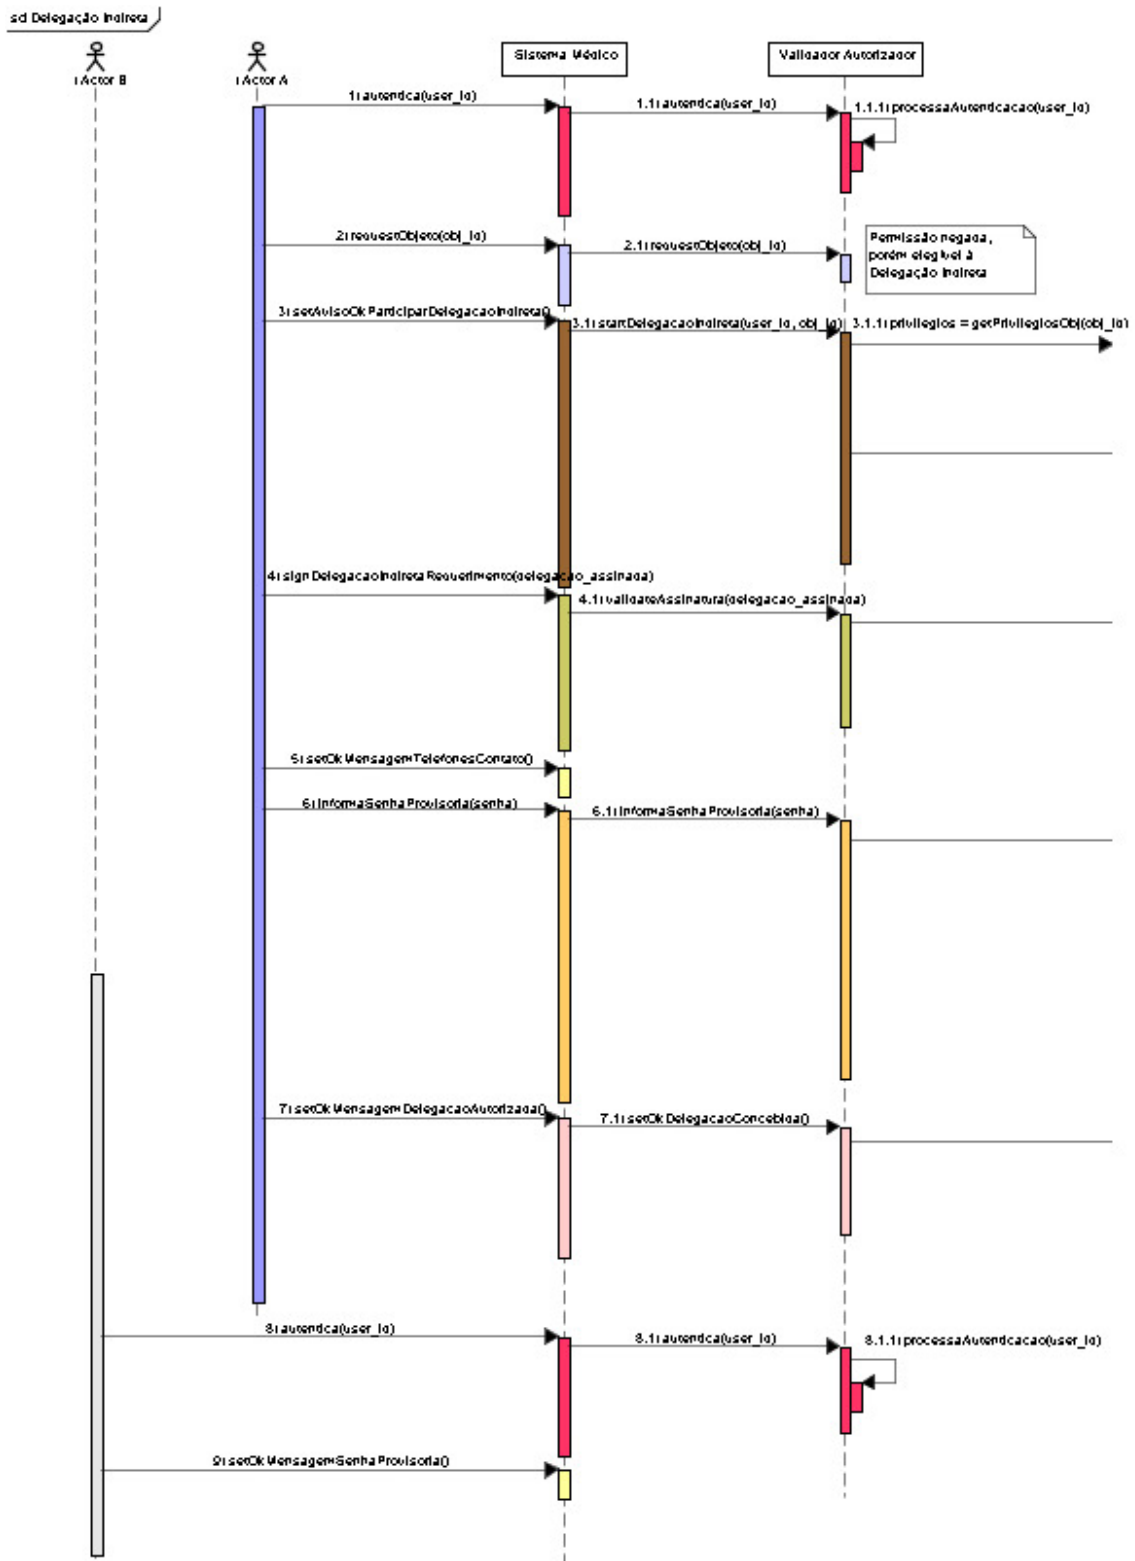 sd Delegação Indireta
: Actor B
: Actor A
Sistema Médico
Validador Autorizador
1: autentica(user_id)
1.1: autentica(user_id)
1.1.1: processaAutenticacao(user_id)
2: requestObjeto(obj_id)
2.1: requestObjeto(obj_id)
Permissão negada,
porém elegível à
Delegação Indireta
3: setAvisoOkParticiparDelegacaoIndireta()
3.1: startDelegacaoIndireta(user_id, obj_id)
3.1.1: privilegios = getPrivilegiosObj(obj_id)
4: signDelegacaoIndiretaRequerimento(delegacao_assinada)
4.1: validateAssinatura(delegacao_assinada)
5: setOkMensagemTelefonesContato()
6: informaSenhaProvisoria(senha)
6.1: informaSenhaProvisoria(senha)
7: setOkMensagemDelegacaoAutorizada()
7.1: setOkDelegacaoConcebida()
8: autentica(user_id)
8.1: autentica(user_id)
8.1.1: processaAutenticacao(user_id)
9: setOkMensagemSenhaProvisoria()